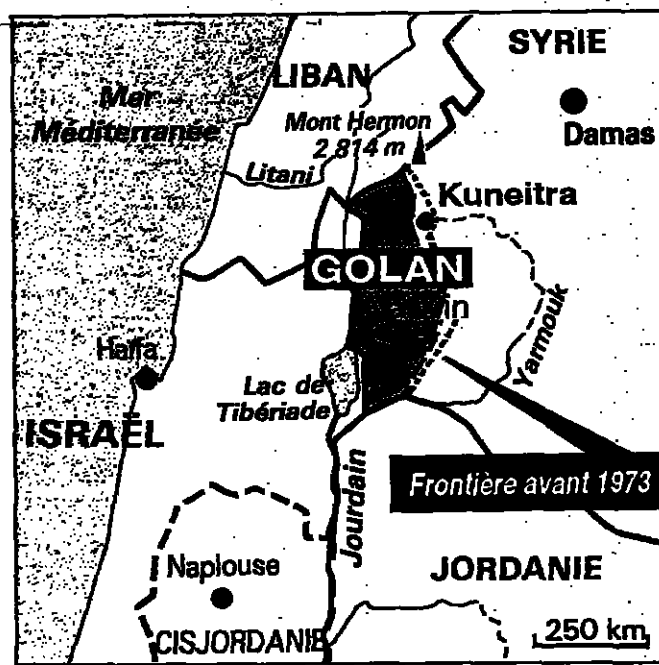 SYRIE
LIBAN
Mer
Méditerranée
Damas
Mont Hermon
2 814 m
Litani
Kuneitra
GOLAN
Yarmouk
Haïfa
Lac de
Tibériade
ISRAËL
Frontière avant 1973
Jourdain
Naplouse
JORDANIE
CISJORDANIE
250 km